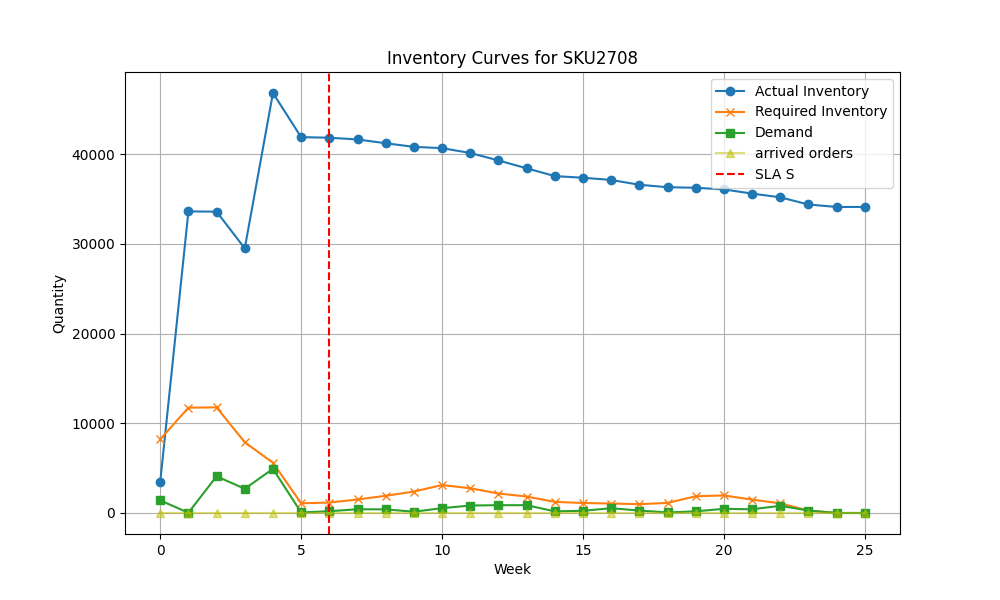 Inventory Curves for SKU2708
Actual Inventory
Required Inventory
Demand
arrived orders
SLA S
Quantity
40000
30000
20000
10000
0
0 5 10 15 20 25
Week